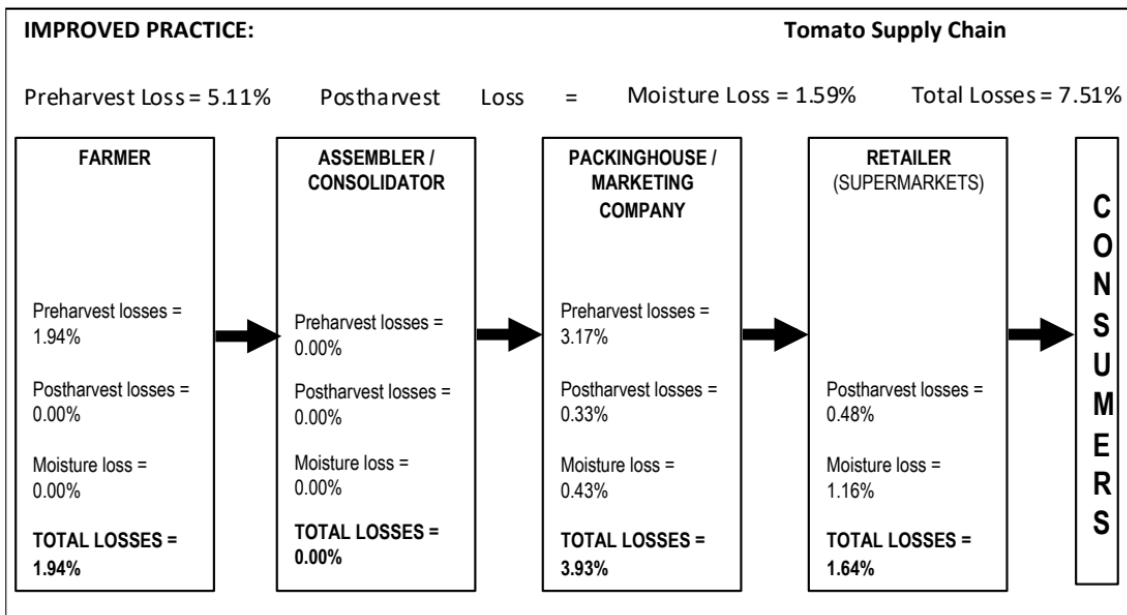 IMPROVED PRACTICE: Tomato Supply Chain
Preharvest Loss = 5.11% Postharvest Loss = Moisture Loss = 1.59% Total Losses = 7.51%
FARMER
Preharvest losses =
1.94%
Postharvest losses =
0.00%
Moisture loss =
0.00%
TOTAL LOSSES =
1.94%
ASSEMBLER /
CONSOLIDATOR
Preharvest losses =
0.00%
Postharvest losses =
0.00%
Moisture loss =
0.00%
TOTAL LOSSES =
0.00%
PACKINGHOUSE /
MARKETING
COMPANY
Preharvest losses =
3.17%
Postharvest losses =
0.33%
Moisture loss =
0.43%
TOTAL LOSSES =
3.93%
RETAILER
(SUPERMARKETS)
Postharvest losses =
0.48%
Moisture loss =
1.16%
TOTAL LOSSES =
1.64%
CONSUMERS